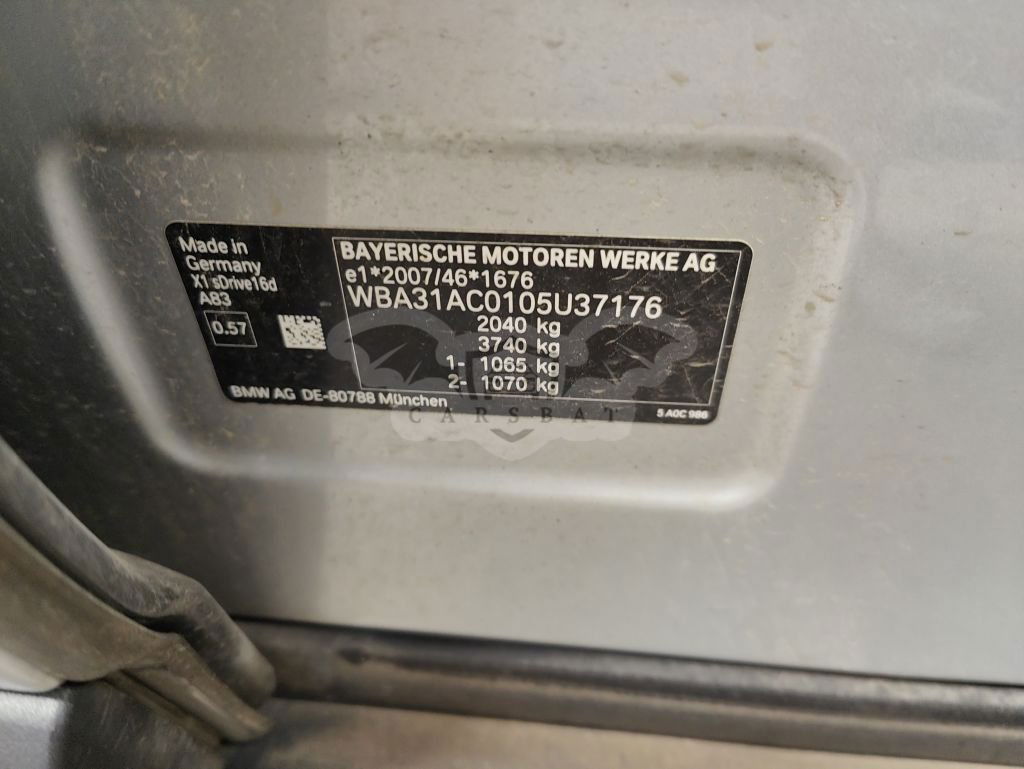 Made in
Germany
X1 sDrive16d
A83
0.57
BAYERISCHE MOTOREN WERKE AG
e1*2007/46*1676
WBA31AC0105U37176
2040 kg
3740 kg
1- 1065 kg
2- 1070 kg
BMW AG DE-80788 München
5 A0C 986
CARSBAT